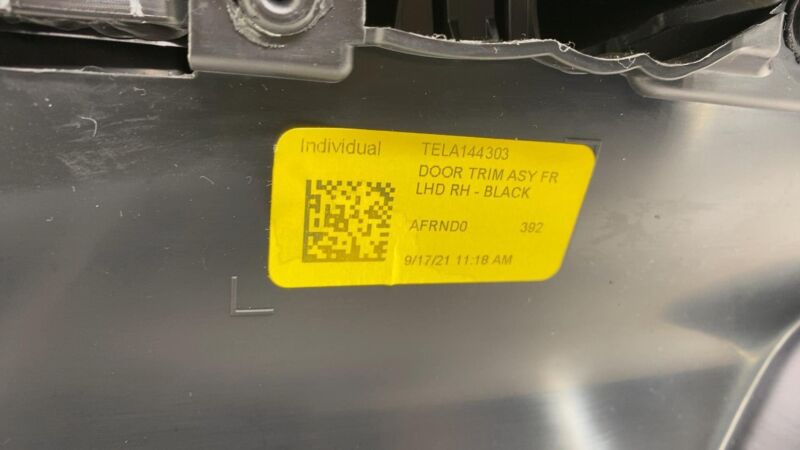 Individual TELA144303
DOOR TRIM ASY FR
LHD RH - BLACK
AFRND0 392
9/17/21 11:18 AM